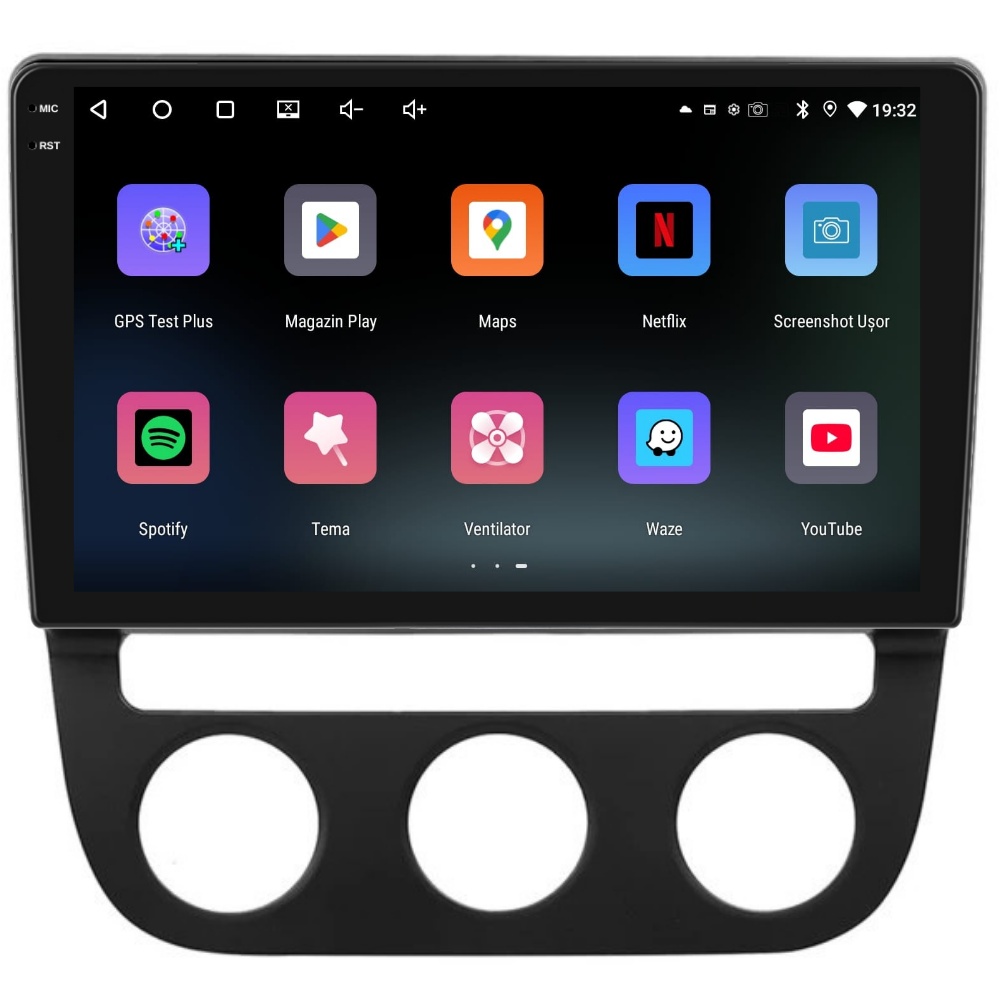 MIC
19:32
RST
GPS Test Plus
Magazin Play
Maps
Netflix
Screenshot Ușor
Spotify
Tema
Ventilator
Waze
YouTube